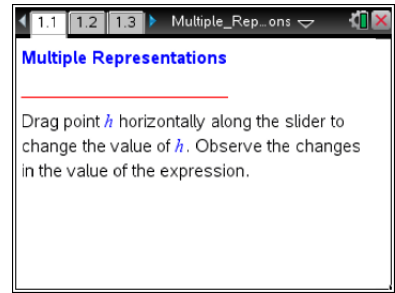 1.1 1.2 1.3 Multiple_Rep...ons
Multiple Representations
Drag point h horizontally along the slider to
change the value of h. Observe the changes
in the value of the expression.